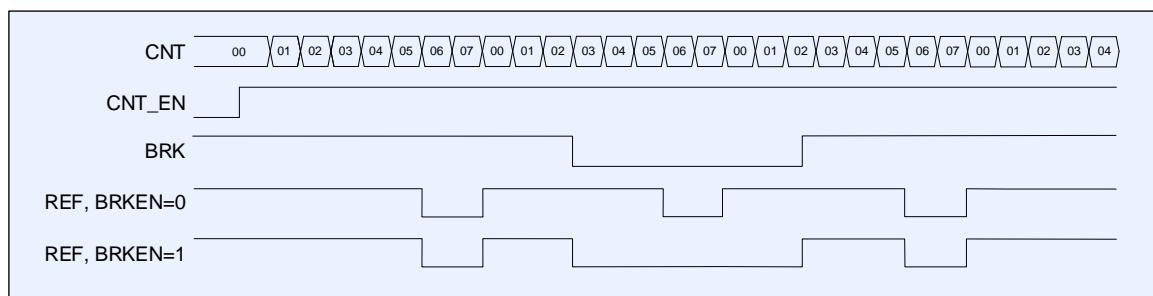 CNT 00 01 02 03 04 05 06 07 00 01 02 03 04 05 06 07 00 01 02 03 04 05 06 07 00 01 02 03 04
CNT_EN
BRK
REF, BRKEN=0
REF, BRKEN=1